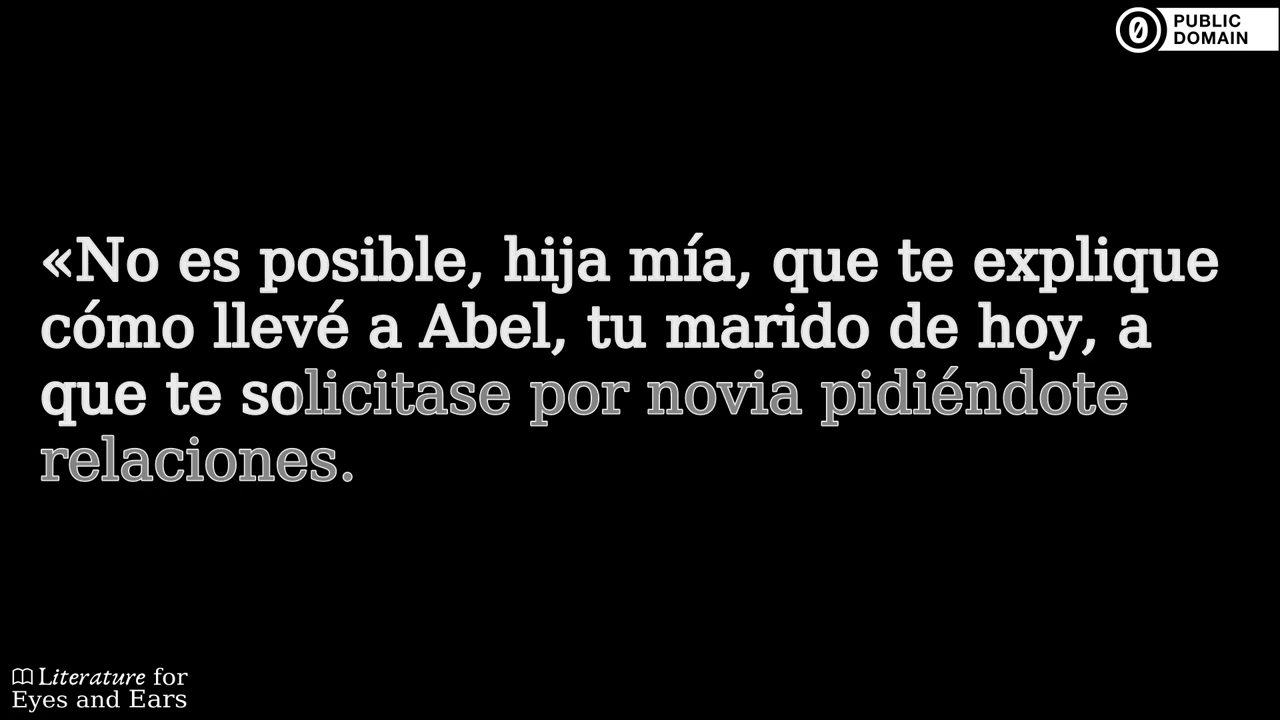 PUBLIC
DOMAIN
«No es posible, hija mía, que te explique
cómo llevé a Abel, tu marido de hoy, a
que te solicitase por novia pidiéndote
relaciones.
Literature for
Eyes and Ears